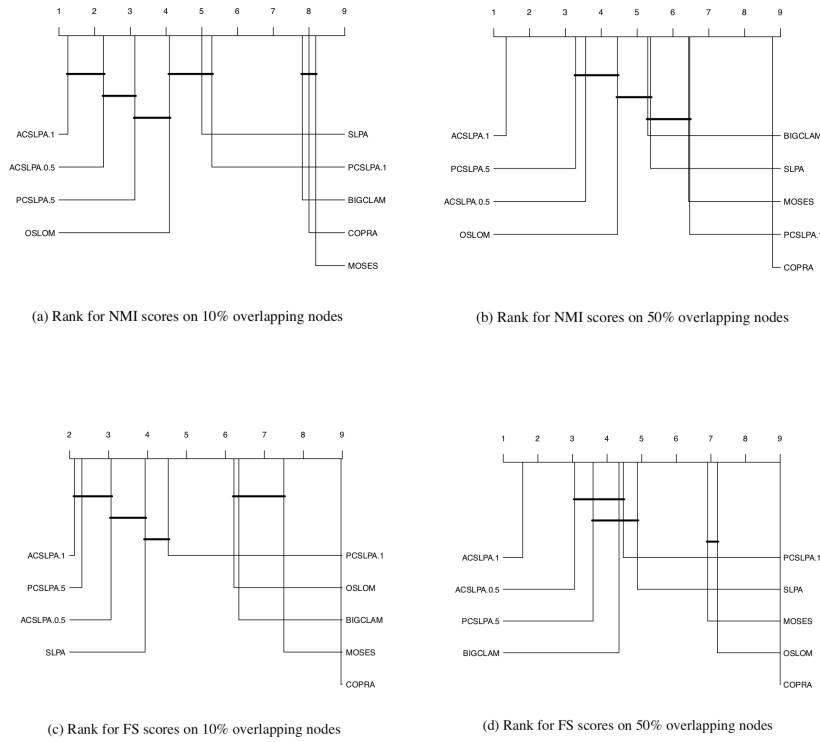 1 2 3 4 5 6 7 8 9
ACSLPA.1
ACSLPA.0.5
PCSLPA.5
OSLOM
SLPA
PCSLPA.1
BIGCLAM
COPRA
MOSES
(a) Rank for NMI scores on 10% overlapping nodes
1 2 3 4 5 6 7 8 9
ACSLPA.1
PCSLPA.5
ACSLPA.0.5
OSLOM
BIGCLAM
SLPA
MOSES
PCSLPA.
COPRA
(b) Rank for NMI scores on 50% overlapping nodes
2 3 4 5 6 7 8 9
ACSLPA.1
PCSLPA.5
ACSLPA.0.5
SLPA
PCSLPA.1
OSLOM
BIGCLAM
MOSES
COPRA
(c) Rank for FS scores on 10% overlapping nodes
1 2 3 4 5 6 7 8 9
ACSLPA.1
ACSLPA.0.5
PCSLPA.5
BIGCLAM
PCSLPA.1
SLPA
MOSES
OSLOM
COPRA
(d) Rank for FS scores on 50% overlapping nodes